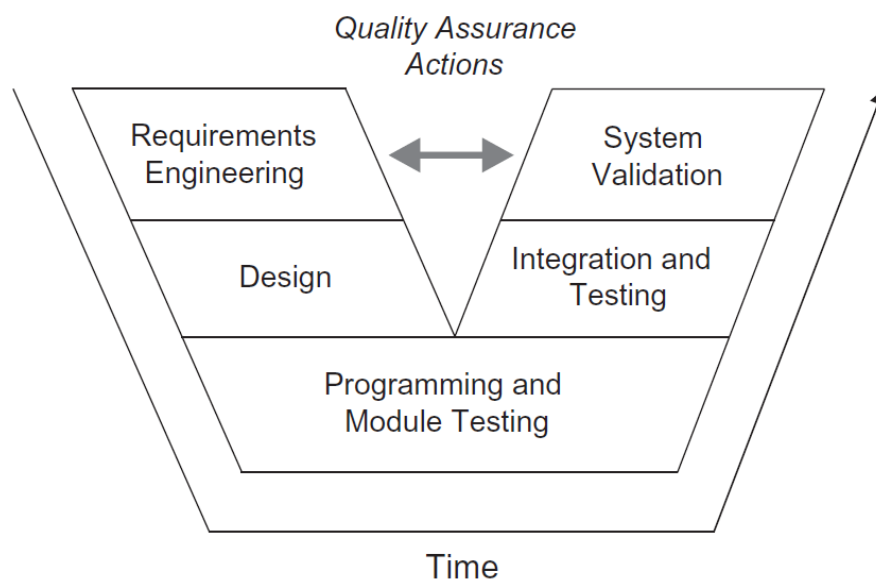 Quality Assurance
Actions
Requirements
Engineering
System
Validation
Design
Integration and
Testing
Programming and
Module Testing
Time